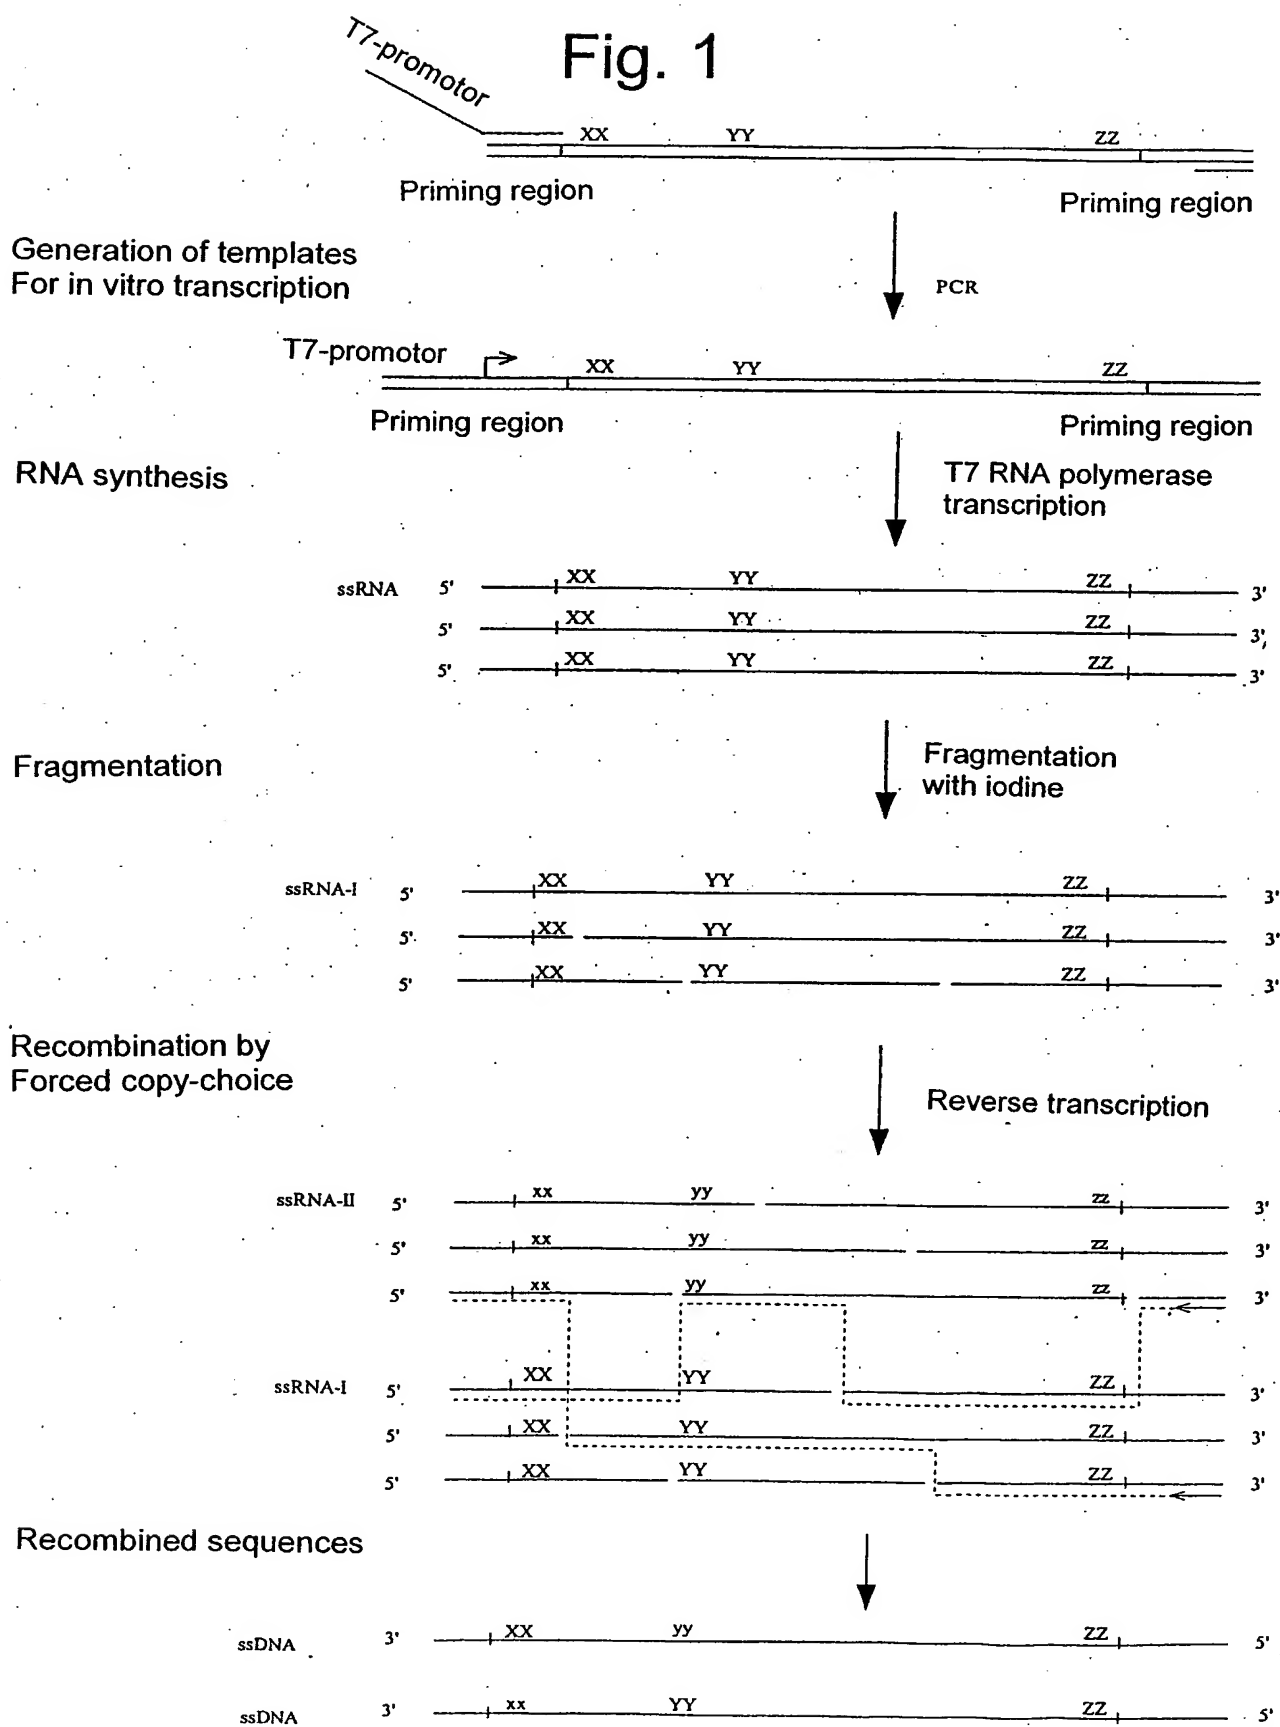 Fig. 1
T7-promotor
XX YY ZZ
Priming region Priming region
Generation of templates
For in vitro transcription
PCR
T7-promotor
XX YY ZZ
Priming region Priming region
RNA synthesis
T7 RNA polymerase
transcription
ssRNA 5' XX YY ZZ 3'
5' XX YY ZZ 3'
5' XX YY ZZ 3'
Fragmentation
Fragmentation
with iodine
ssRNA-I 5' XX YY ZZ 3'
5' XX YY ZZ 3'
5' XX YY ZZ 3'
Recombination by
Forced copy-choice
Reverse transcription
ssRNA-II 5' xx yy zz 3'
5' xx yy zz 3'
5' xx yy zz 3'
ssRNA-I 5' XX YY ZZ 3'
5' XX YY ZZ 3'
5' XX YY ZZ 3'
Recombined sequences
ssDNA 3' XX yy ZZ 5'
ssDNA 3' xx YY ZZ 5'